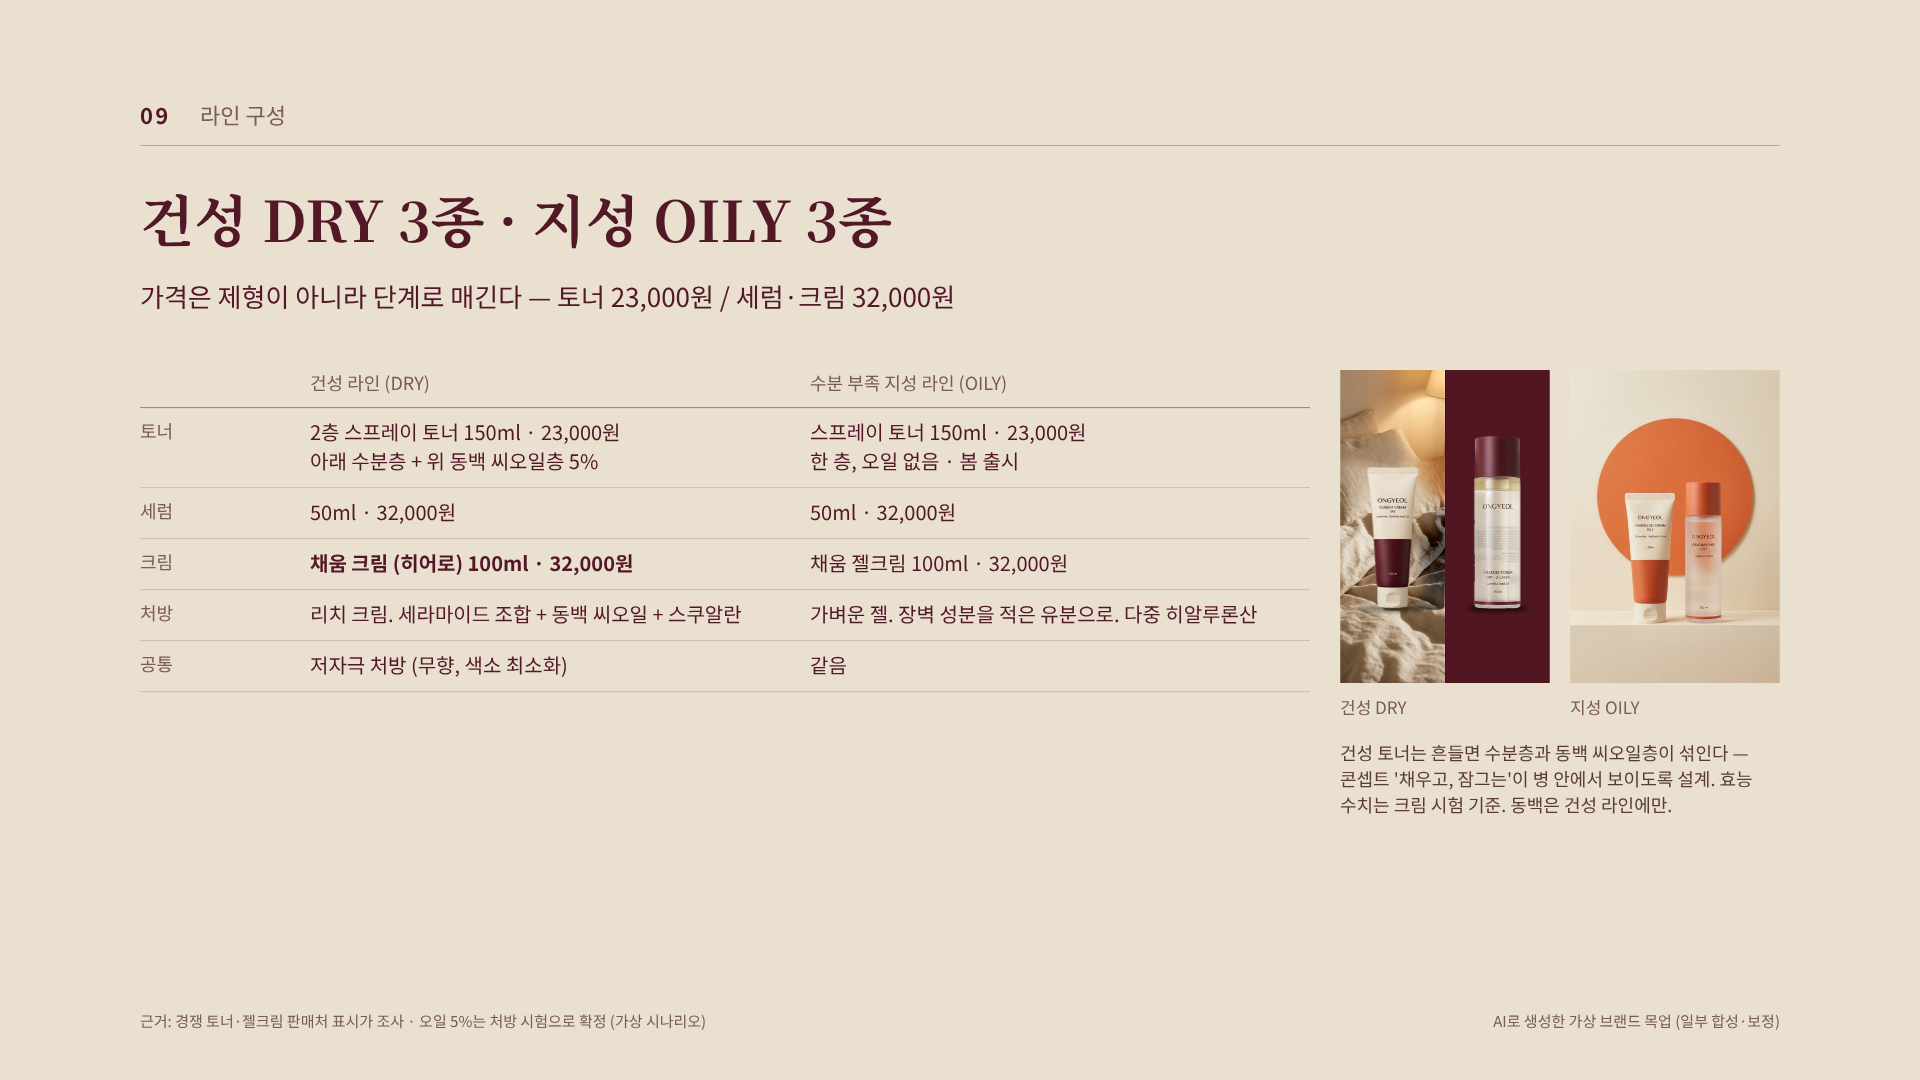 09 라인 구성
건성 DRY 3종 · 지성 OILY 3종
가격은 제형이 아니라 단계로 매긴다 — 토너 23,000원 / 세럼·크림 32,000원
건성 라인 (DRY) 수분 부족 지성 라인 (OILY)
토너 2층 스프레이 토너 150ml · 23,000원 스프레이 토너 150ml · 23,000원
아래 수분층 + 위 동백 씨오일층 5% 한 층, 오일 없음 · 봄 출시
세럼 50ml · 32,000원 50ml · 32,000원
크림 채움 크림 (히어로) 100ml · 32,000원 채움 젤크림 100ml · 32,000원
처방 리치 크림. 세라마이드 조합 + 동백 씨오일 + 스쿠알란 가벼운 젤. 장벽 성분을 적은 유분으로. 다중 히알루론산
공통 저자극 처방 (무향, 색소 최소화) 같음
ONGYEOL
ONGYEOL
ONGYEOL
ONGYEOL
건성 DRY 지성 OILY
건성 토너는 흔들면 수분층과 동백 씨오일층이 섞인다 —
콘셉트 '채우고, 잠그는'이 병 안에서 보이도록 설계. 효능
수치는 크림 시험 기준. 동백은 건성 라인에만.
근거: 경쟁 토너·젤크림 판매처 표시가 조사 · 오일 5%는 처방 시험으로 확정 (가상 시나리오)
AI로 생성한 가상 브랜드 목업 (일부 합성·보정)